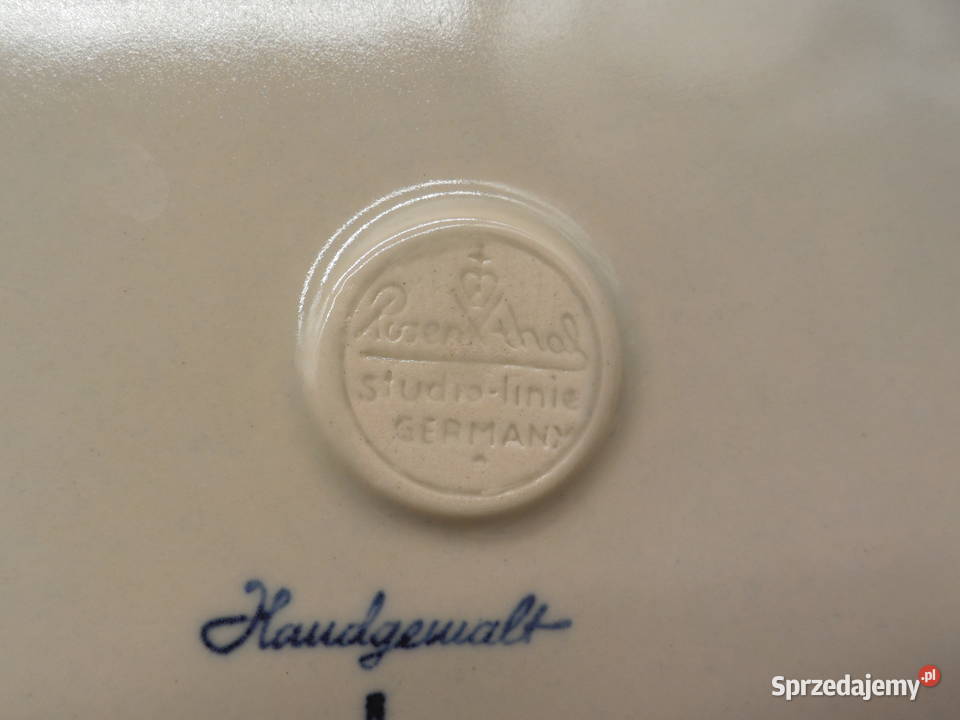 Rosenthal
studio-linie
GERMANY
Handgemalt
Sprzedajemy.pl